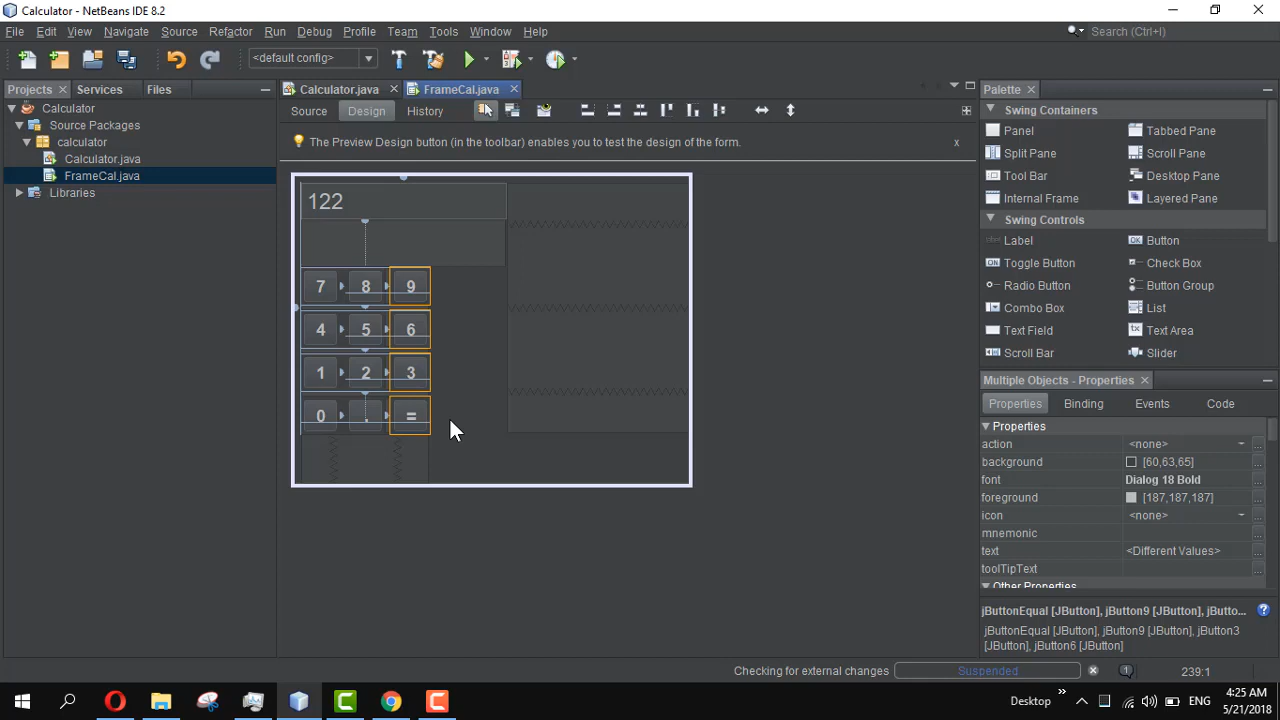 Calculator - NetBeans IDE 8.2
File Edit View Navigate Source Refactor Run Debug Profile Team Tools Window Help
Search (Ctrl+I)
<default config>
Projects Services Files
Calculator.java FrameCal.java
Palette
Calculator
Source Packages
calculator
Calculator.java
FrameCal.java
Libraries
Source Design History
The Preview Design button (in the toolbar) enables you to test the design of the form.
x
122
7 8 9
4 5 6
1 2 3
0 . =
Swing Containers
Panel Tabbed Pane
Split Pane Scroll Pane
Tool Bar Desktop Pane
Internal Frame Layered Pane
Swing Controls
Label Button
Toggle Button Check Box
Radio Button Button Group
Combo Box List
Text Field Text Area
Scroll Bar Slider
Multiple Objects - Properties
Properties Binding Events Code
Properties
action <none>
background [60,63,65]
font Dialog 18 Bold
foreground [187,187,187]
icon <none>
mnemonic
text <Different Values>
toolTipText
Other Properties
jButtonEqual [JButton], jButton9 [JButton], jButto...
jButtonEqual [JButton], jButton9 [JButton], jButton3
[JButton], jButton6 [JButton]
Checking for external changes Suspended
1
239:1
Desktop
ENG
4:25 AM
5/21/2018